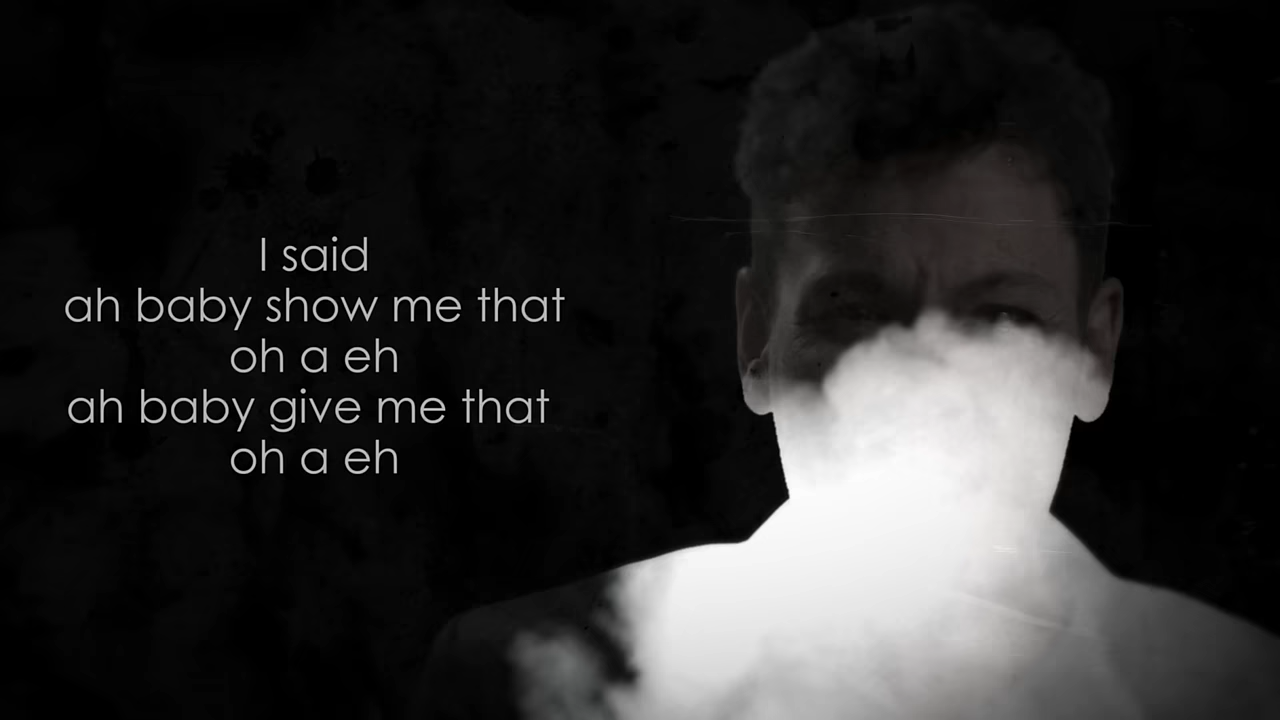 I said
ah baby show me that
oh a eh
ah baby give me that
oh a eh